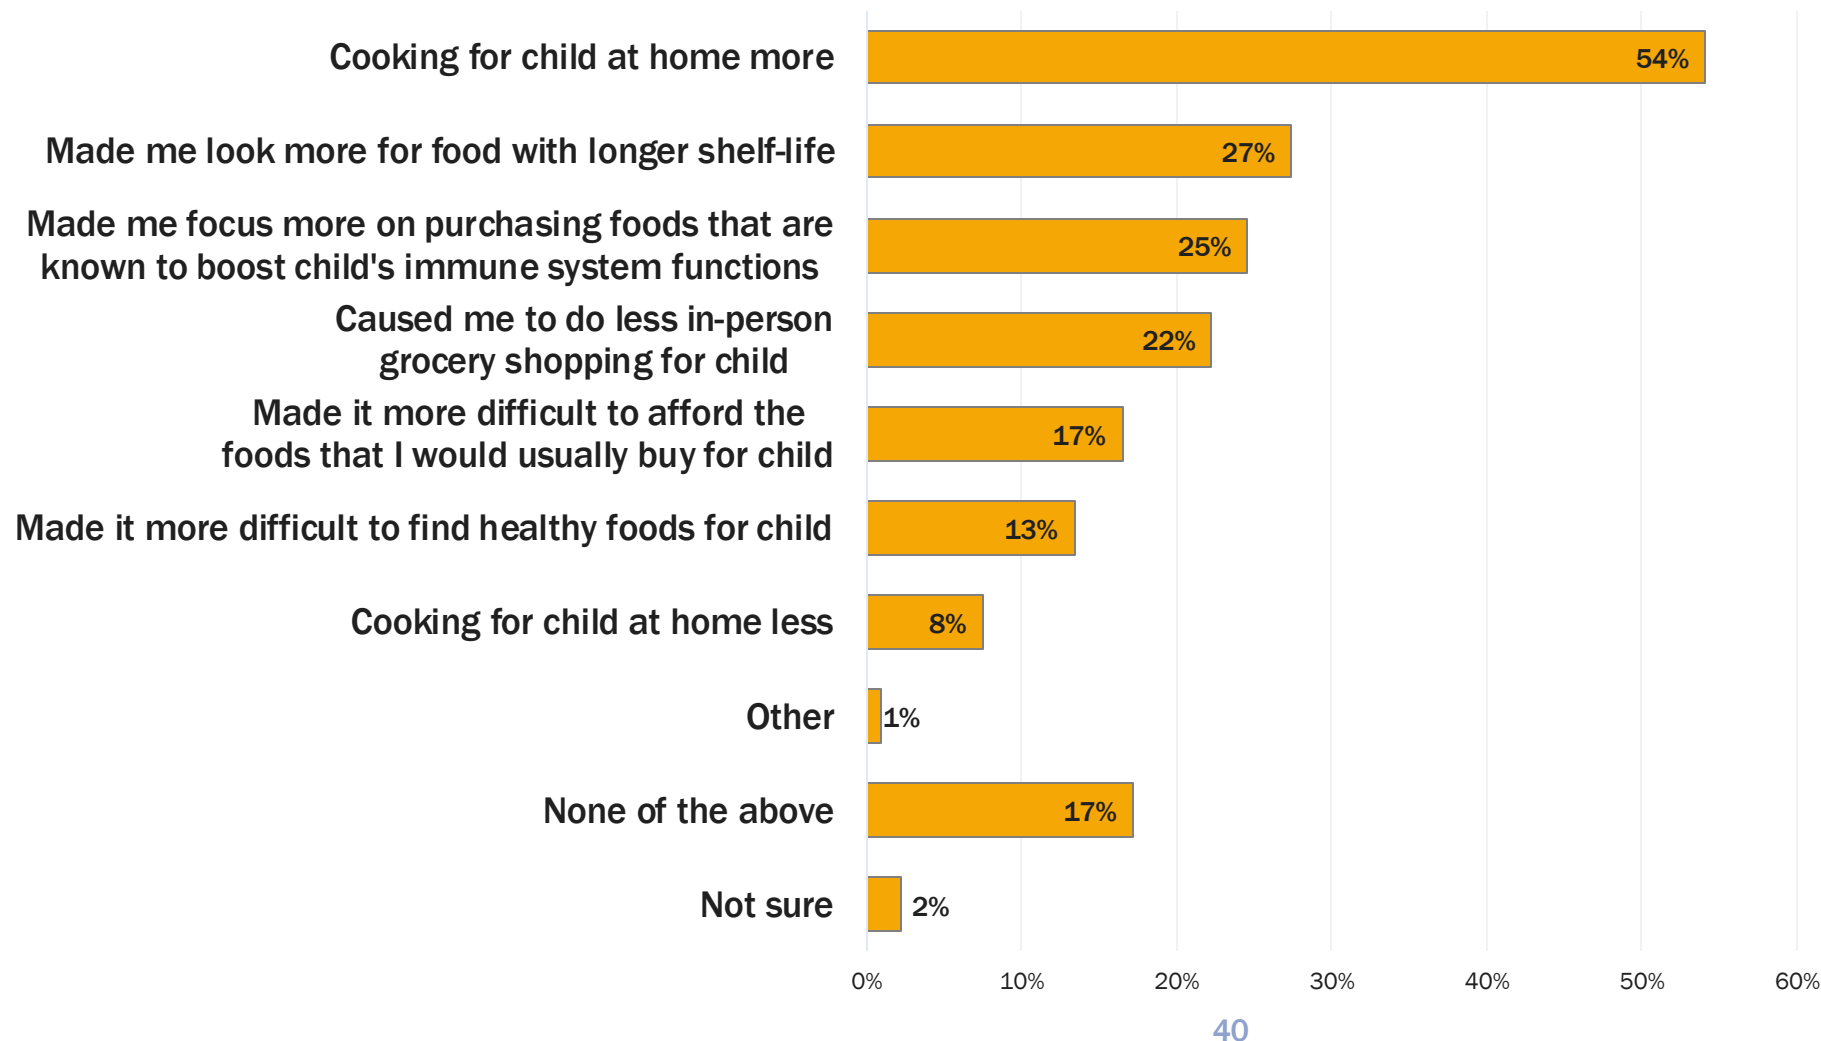 Cooking for child at home more
54%
Made me look more for food with longer shelf-life
27%
Made me focus more on purchasing foods that are
known to boost child's immune system functions
25%
Caused me to do less in-person
grocery shopping for child
22%
Made it more difficult to afford the
foods that I would usually buy for child
17%
Made it more difficult to find healthy foods for child
13%
Cooking for child at home less
8%
Other
1%
None of the above
17%
Not sure
2%
0% 10% 20% 30% 40% 50% 60%
40